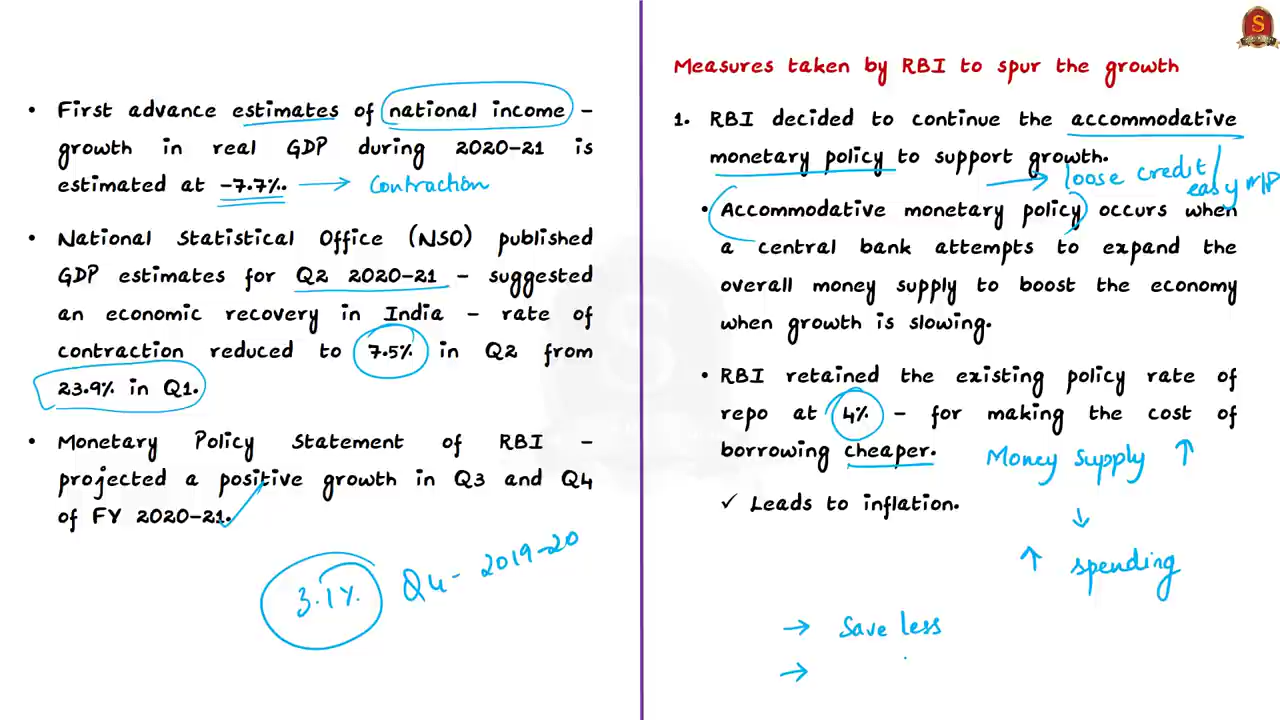 • First advance estimates of national income –
growth in real GDP during 2020-21 is
estimated at -7.7%. → Contraction
• National Statistical Office (NSO) published
GDP estimates for Q2 2020-21 – suggested
an economic recovery in India – rate of
contraction reduced to 7.5% in Q2 from
23.9% in Q1.
• Monetary Policy Statement of RBI –
projected a positive growth in Q3 and Q4
of FY 2020-21.
3.1% Q4 - 2019-20
Measures taken by RBI to spur the growth
1. RBI decided to continue the accommodative
monetary policy to support growth.
→ loose credit / easy MP
• Accommodative monetary policy occurs when
a central bank attempts to expand the
overall money supply to boost the economy
when growth is slowing.
• RBI retained the existing policy rate of
repo at 4% – for making the cost of
borrowing cheaper.
Money supply ↑
↓
✓ Leads to inflation.
↑ spending
→ Save less
→
S